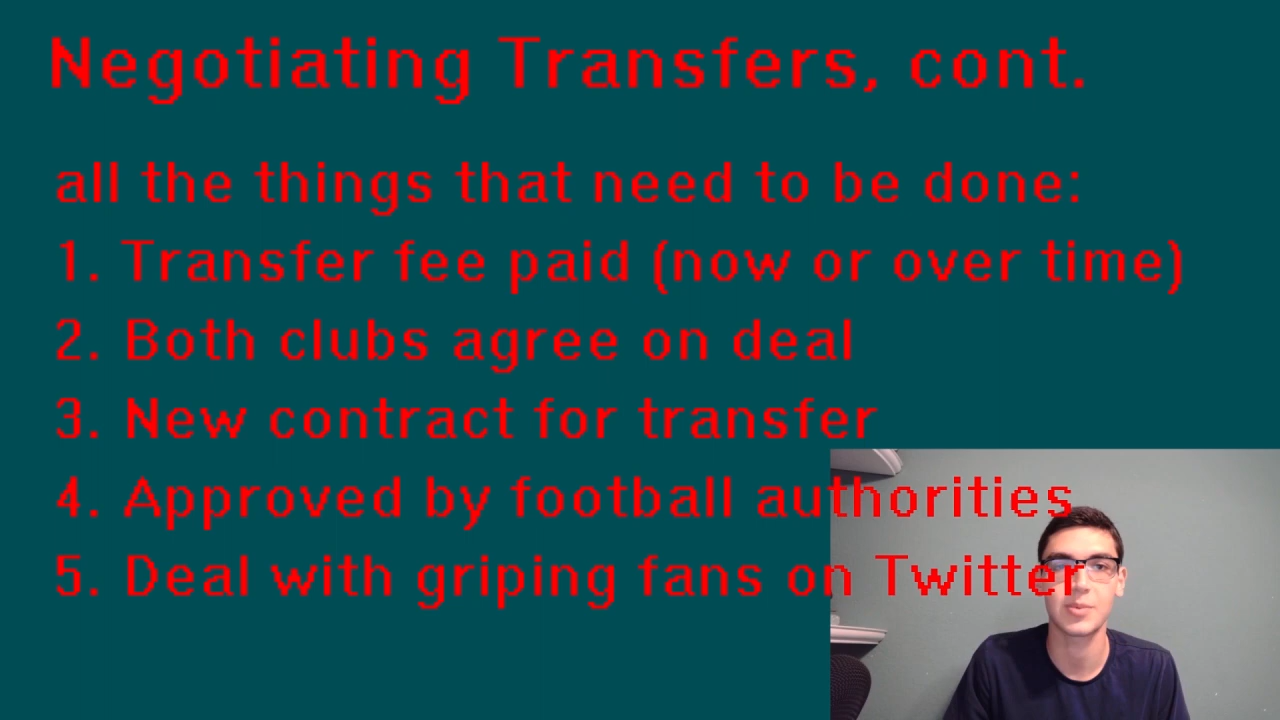 Negotiating Transfers, cont.
all the things that need to be done:
1. Transfer fee paid (now or over time)
2. Both clubs agree on deal
3. New contract for transfer
4. Approved by football authorities
5. Deal with griping fans on Twitter